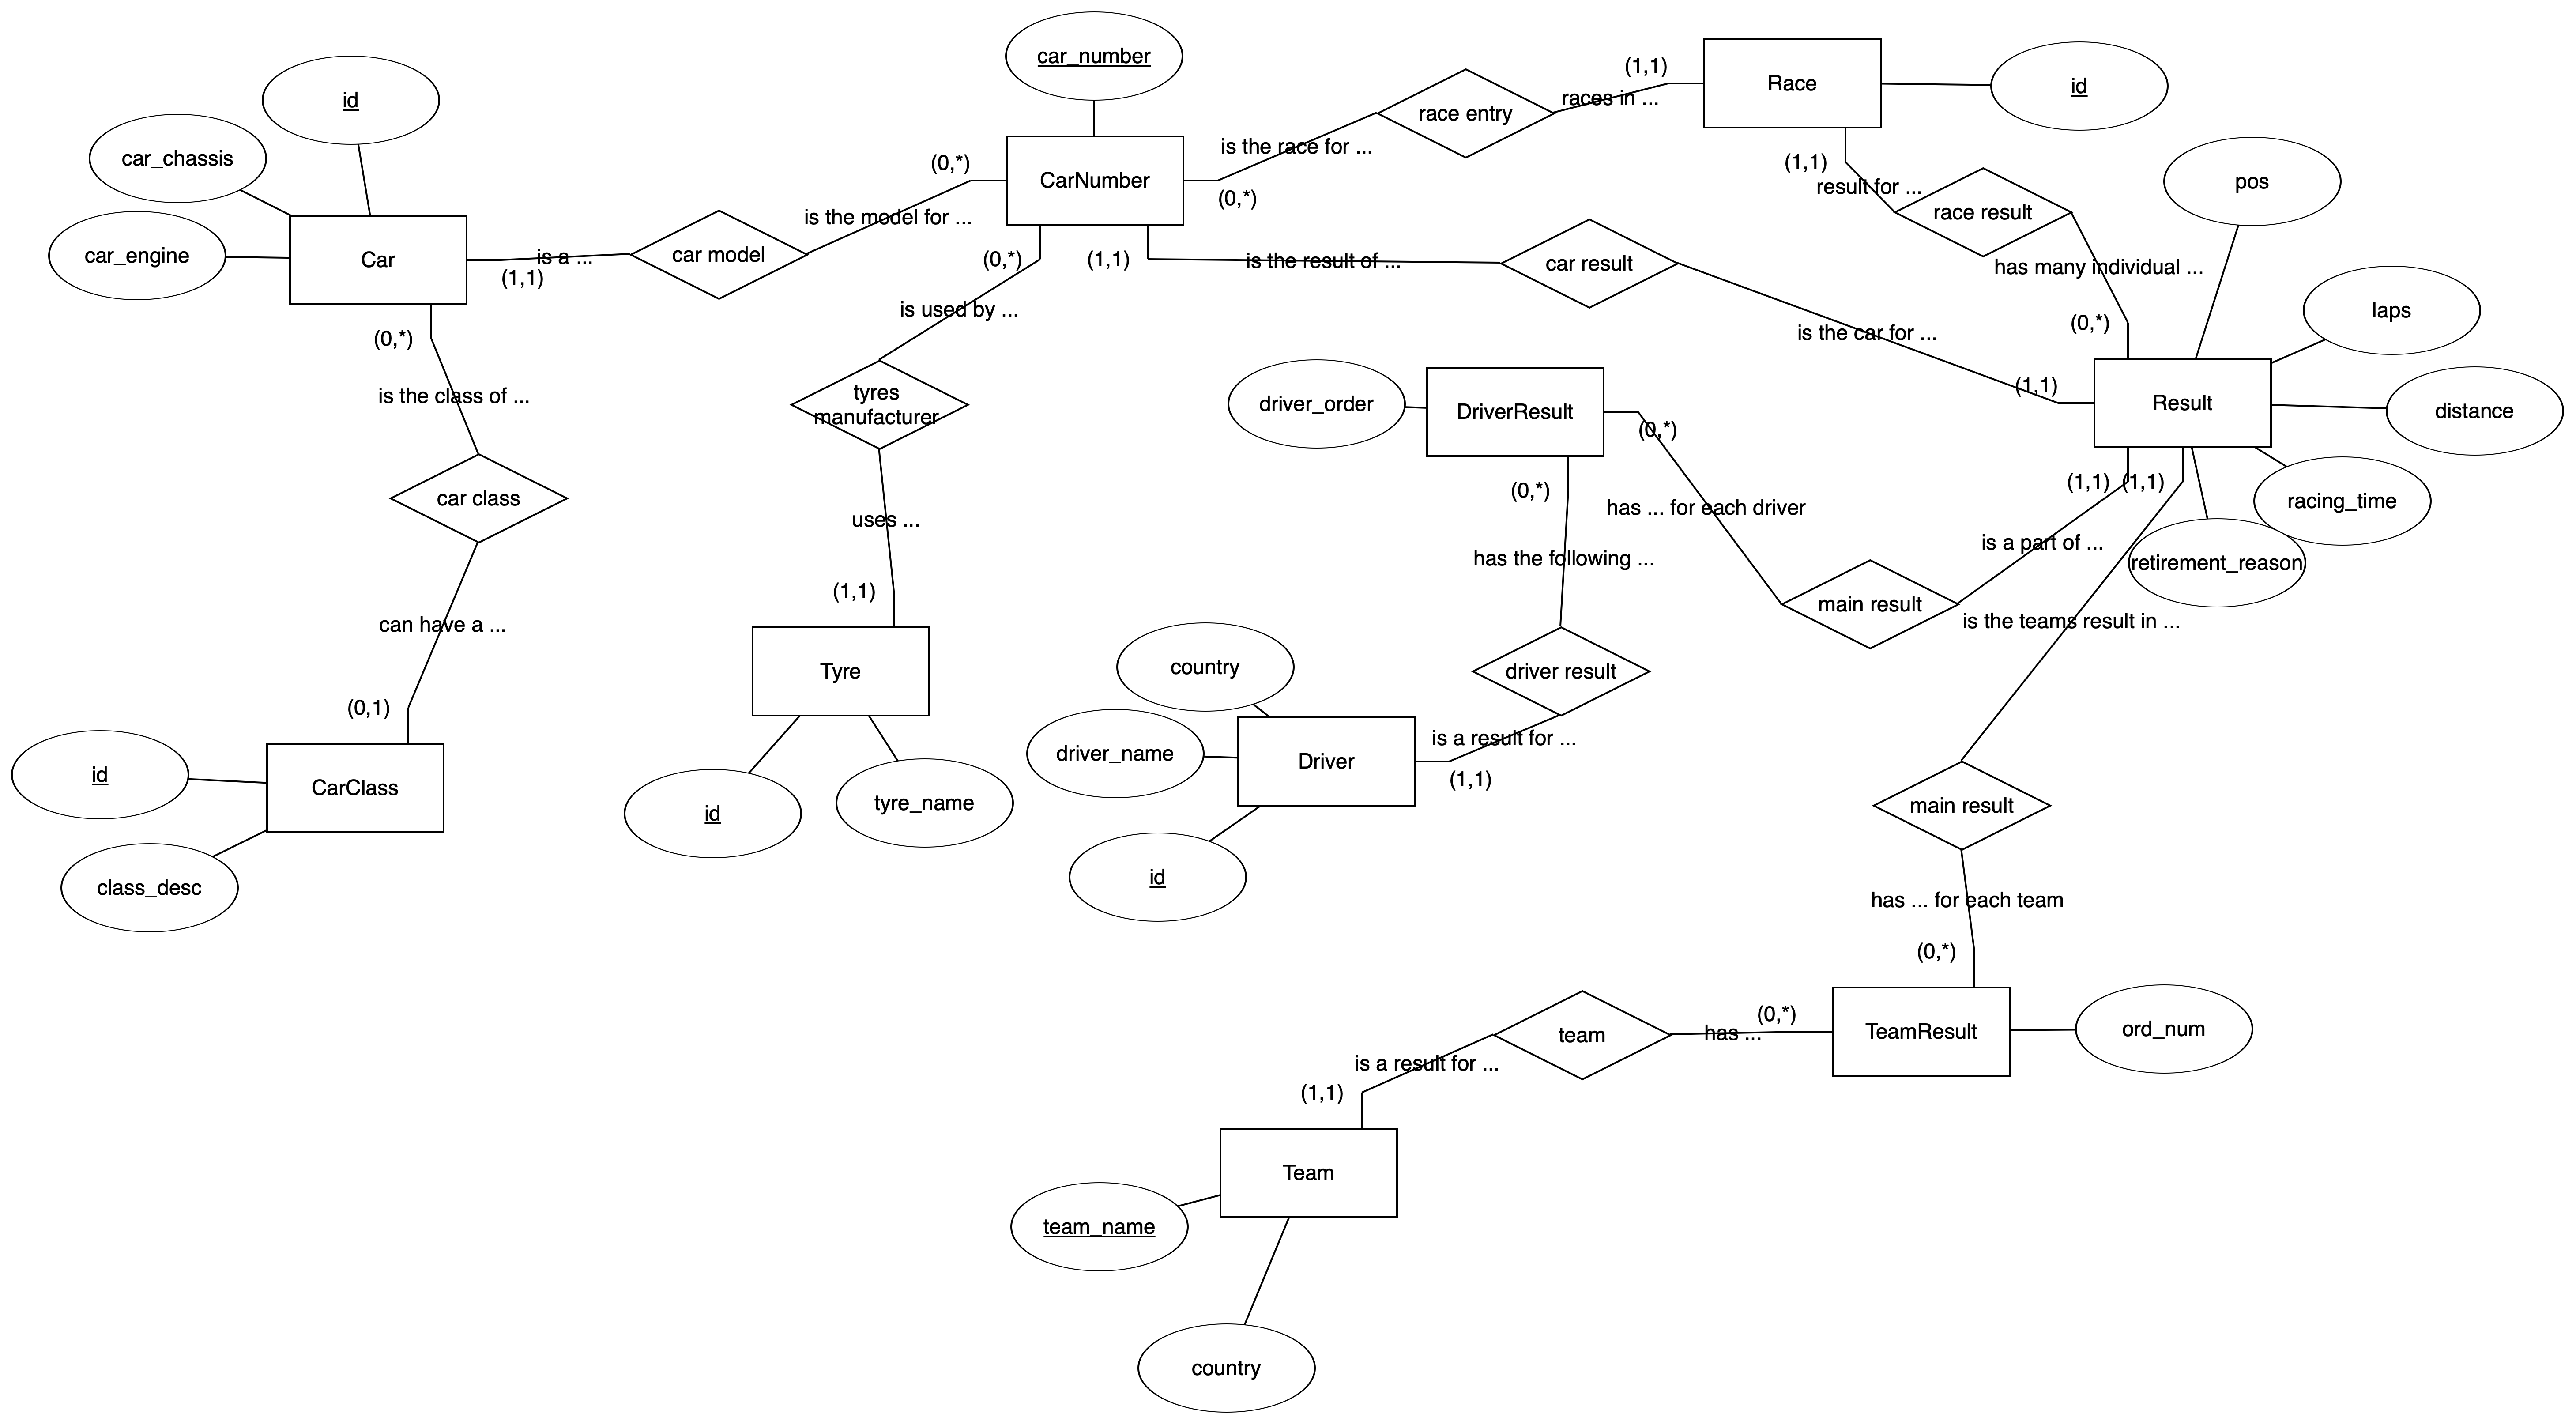 car_number
Race
id
id
(1,1)
races in ...
race entry
car_chassis
is the race for ...
(0,*)
CarNumber
(0,*)
(1,1)
result for ...
race result
pos
is the model for ...
car_engine
Car
is a ...
(1,1)
car model
(0,*)
(1,1)
is the result of ...
car result
has many individual ...
is used by ...
is the car for ...
(0,*)
laps
(0,*)
is the class of ...
tyres
manufacturer
driver_order
DriverResult
(0,*)
(1,1)
Result
distance
car class
(0,*)
has ... for each driver
(1,1)
(1,1)
racing_time
uses ...
has the following ...
is a part of ...
retirement_reason
(1,1)
main result
is the teams result in ...
can have a ...
Tyre
country
driver result
(0,1)
driver_name
Driver
is a result for ...
(1,1)
id
CarClass
id
tyre_name
main result
class_desc
id
has ... for each team
(0,*)
team
has ...
(0,*)
TeamResult
ord_num
is a result for ...
(1,1)
Team
team_name
country